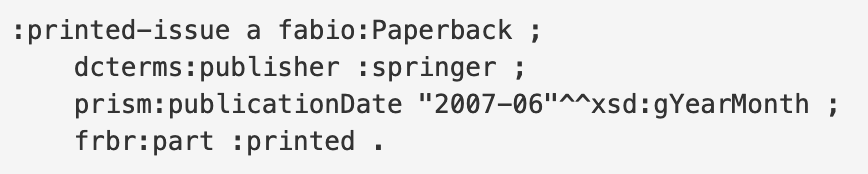 :printed-issue a fabio:Paperback ;
    dcterms:publisher :springer ;
    prism:publicationDate "2007-06"^^xsd:gYearMonth ;
    frbr:part :printed .